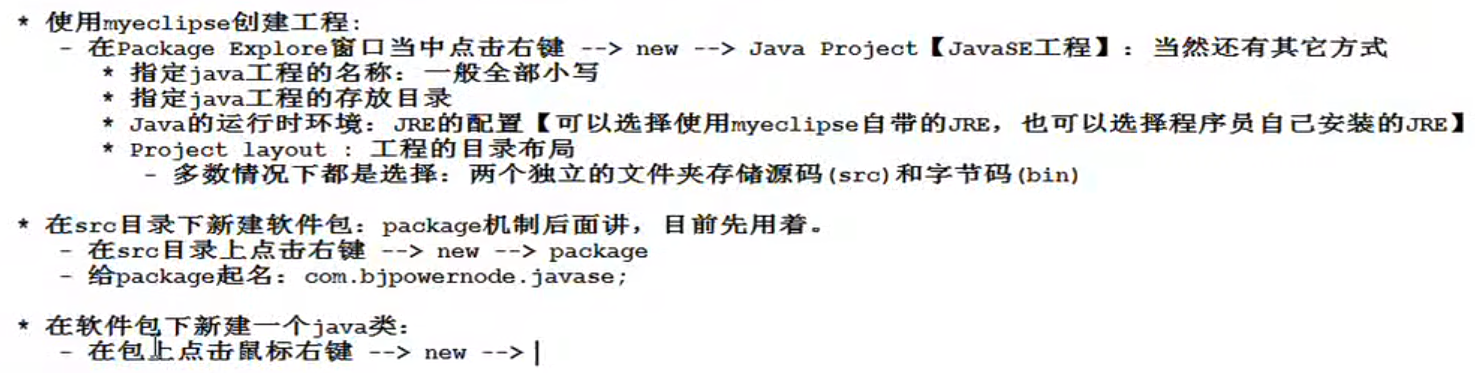 * 使用myeclipse创建工程:
- 在Package Explore窗口当中点击右键 --> new --> Java Project【JavaSE工程】: 当然还有其它方式
* 指定java工程的名称: 一般全部小写
* 指定java工程的存放目录
* Java的运行时环境: JRE的配置【可以选择使用myeclipse自带的JRE, 也可以选择程序员自己安装的JRE】
* Project layout : 工程的目录布局
- 多数情况下都是选择: 两个独立的文件夹存储源码(src)和字节码(bin)
* 在src目录下新建软件包: package机制后面讲, 目前先用着。
- 在src目录上点击右键 --> new --> package
- 给package起名: com.bjpowernode.javase;
* 在软件包下新建一个java类:
- 在包上点击鼠标右键 --> new -->